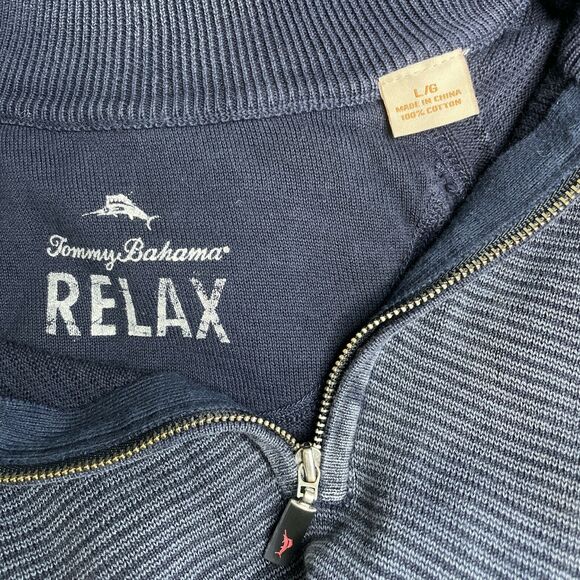 L/G
MADE IN CHINA
100% COTTON
Tommy Bahama®
RELAX